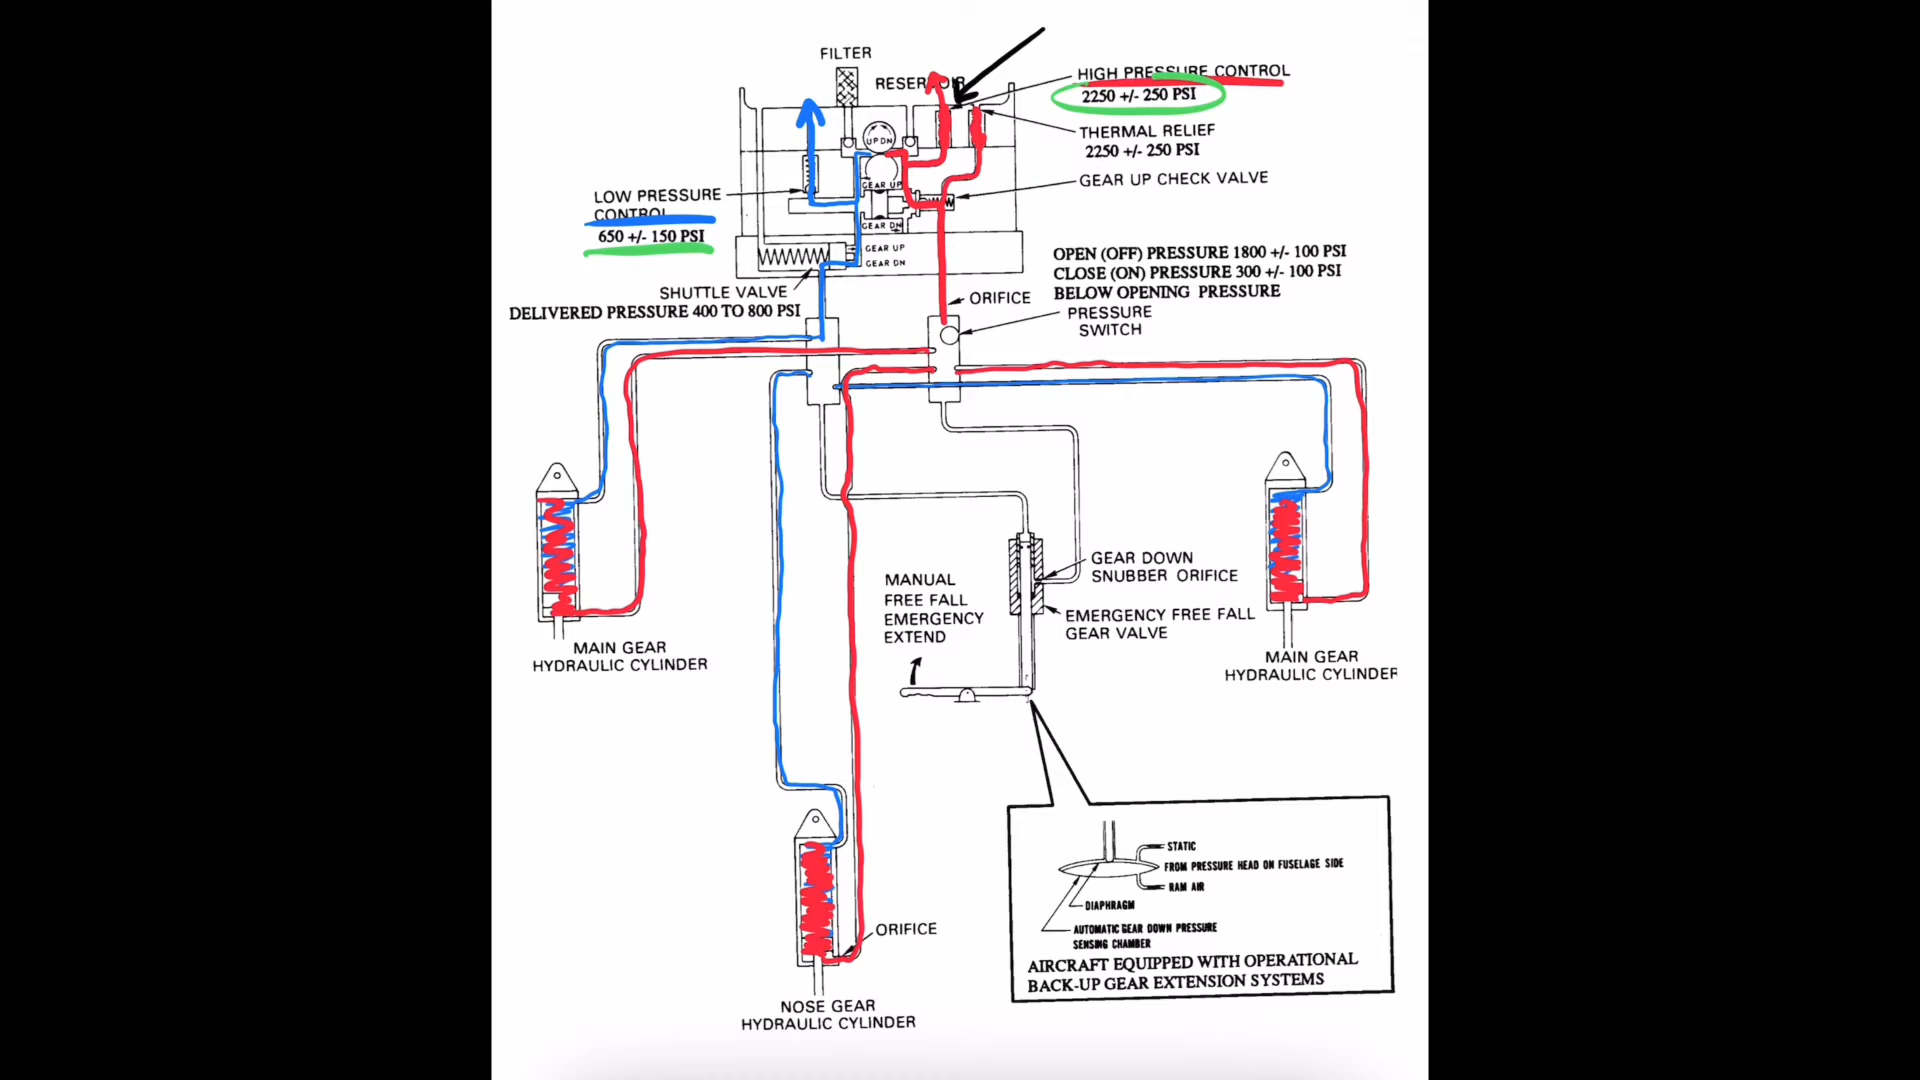 FILTER
RESERVOIR
HIGH PRESSURE CONTROL
2250 +/- 250 PSI
THERMAL RELIEF
2250 +/- 250 PSI
GEAR UP CHECK VALVE
UP DN
GEAR UP
GEAR DN
LOW PRESSURE
CONTROL
650 +/- 150 PSI
GEAR UP
GEAR DN
SHUTTLE VALVE
DELIVERED PRESSURE 400 TO 800 PSI
OPEN (OFF) PRESSURE 1800 +/- 100 PSI
CLOSE (ON) PRESSURE 300 +/- 100 PSI
BELOW OPENING PRESSURE
ORIFICE
PRESSURE
SWITCH
MAIN GEAR
HYDRAULIC CYLINDER
MANUAL
FREE FALL
EMERGENCY
EXTEND
GEAR DOWN
SNUBBER ORIFICE
EMERGENCY FREE FALL
GEAR VALVE
MAIN GEAR
HYDRAULIC CYLINDER
ORIFICE
NOSE GEAR
HYDRAULIC CYLINDER
STATIC
FROM PRESSURE HEAD ON FUSELAGE SIDE
RAM AIR
DIAPHRAGM
AUTOMATIC GEAR DOWN PRESSURE
SENSING CHAMBER
AIRCRAFT EQUIPPED WITH OPERATIONAL
BACK-UP GEAR EXTENSION SYSTEMS